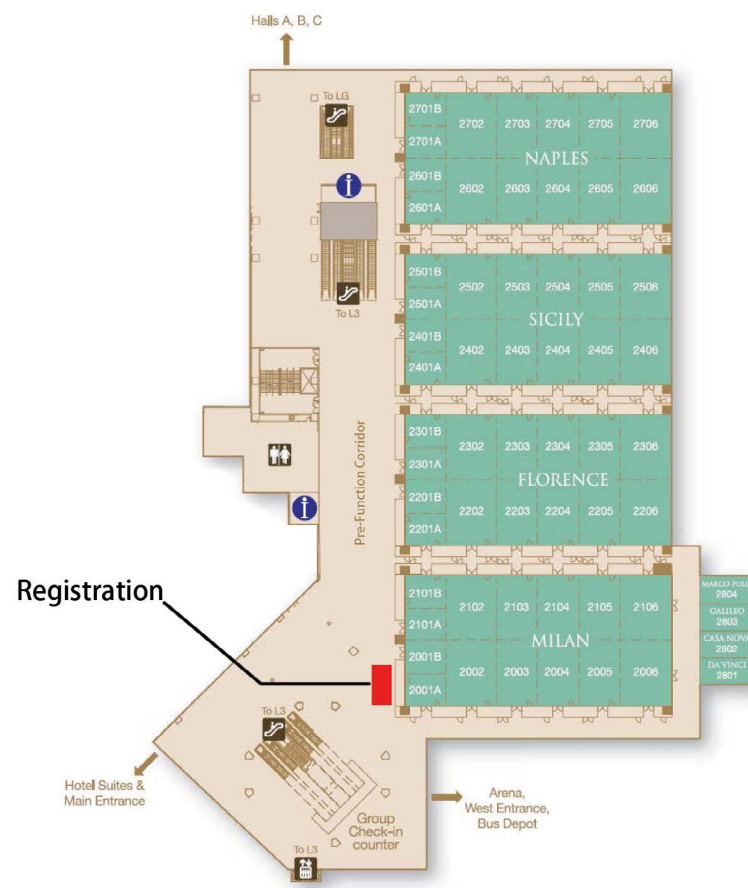 Halls A, B, C
To LG
To L3
Pre-Function Corridor
2701B
2701A
2601B
2601A
2702 2703 2704 2705 2706
NAPLES
2602 2603 2604 2605 2606
2501B
2501A
2401B
2401A
2502 2503 2504 2505 2506
SICILY
2402 2403 2404 2405 2406
2301B
2301A
2201B
2201A
2302 2303 2304 2305 2306
FLORENCE
2202 2203 2204 2205 2206
2101B
2101A
2001B
2001A
2102 2103 2104 2105 2106
MILAN
2002 2003 2004 2005 2006
MARCO POLO
2804
GALILEO
2803
CASA NOVA
2802
DA VINCI
2801
Registration
To L3
Hotel Suites &
Main Entrance
Group
Check-in
counter
Arena,
West Entrance,
Bus Depot
To L3